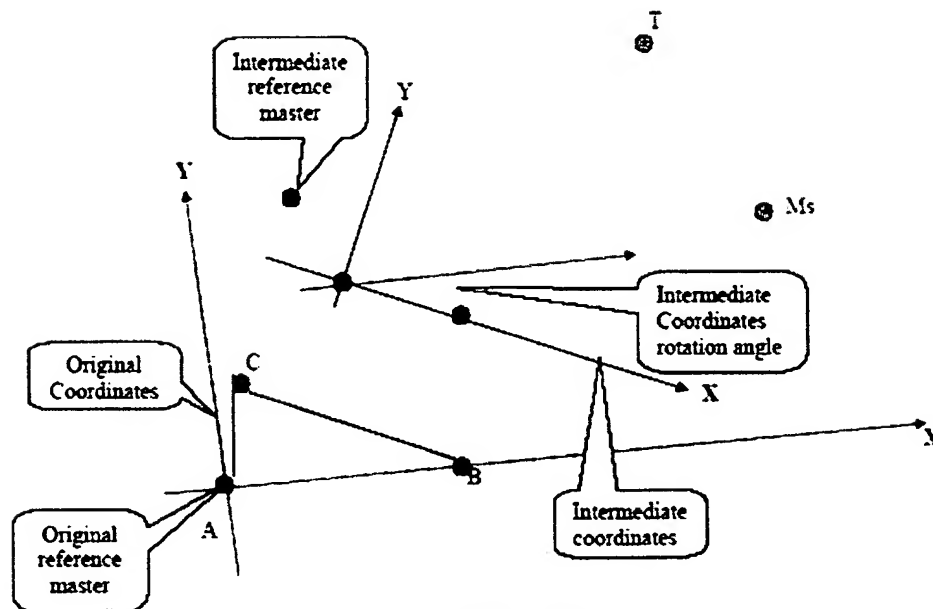 T
Intermediate
reference
master
Y
Y
Ms
Intermediate
Coordinates
rotation angle
Original
Coordinates
C
X
X
B
A
Intermediate
coordinates
Original
reference
master